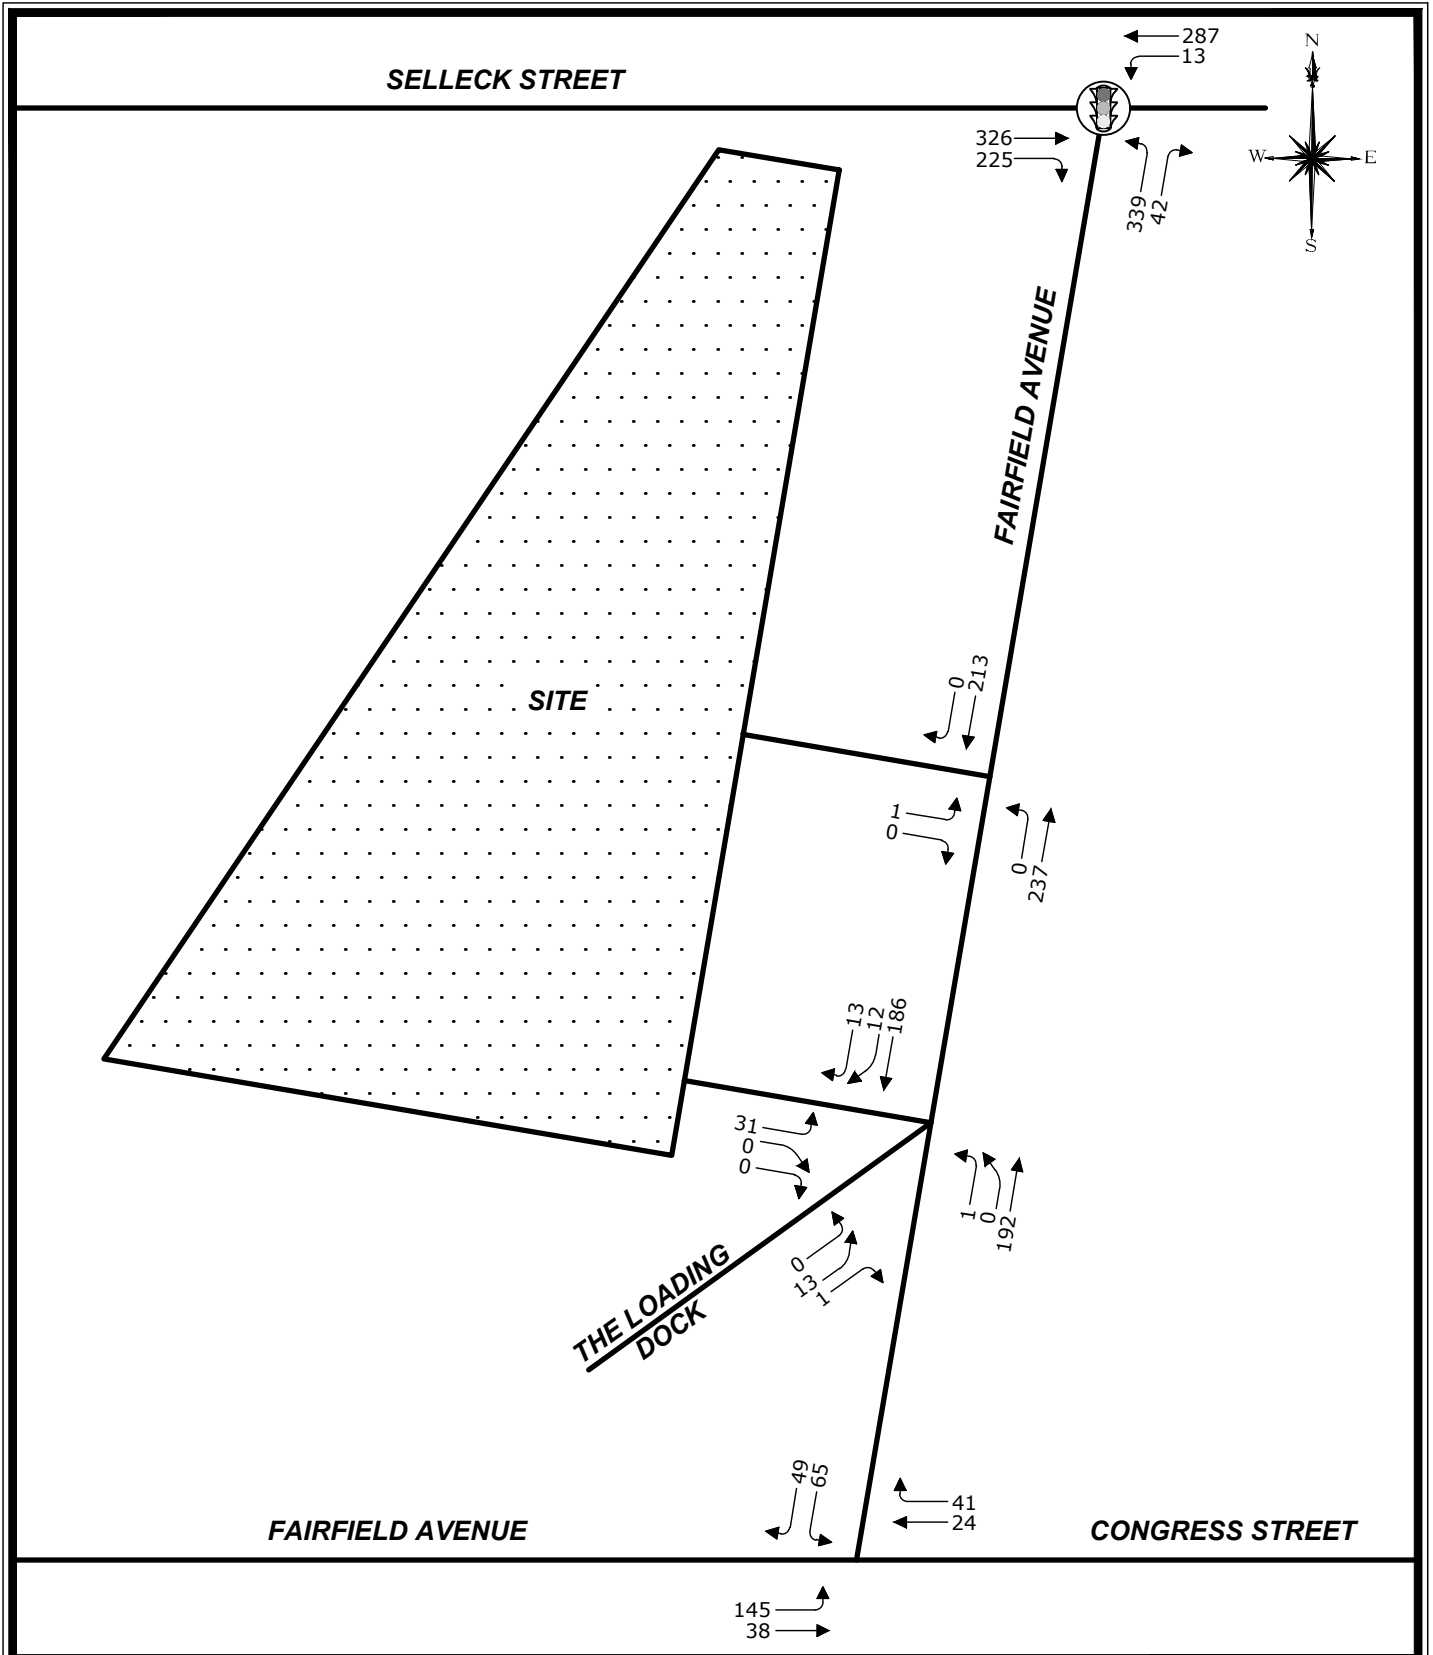 287
13
N
SELLECK STREET
326
225
W
E
339
42
S
FAIRFIELD AVENUE
SITE
0
213
1
0
0
237
13
12
186
31
0
0
1
0
192
0
13
1
THE LOADING
DOCK
49
65
41
24
FAIRFIELD AVENUE
CONGRESS STREET
145
38